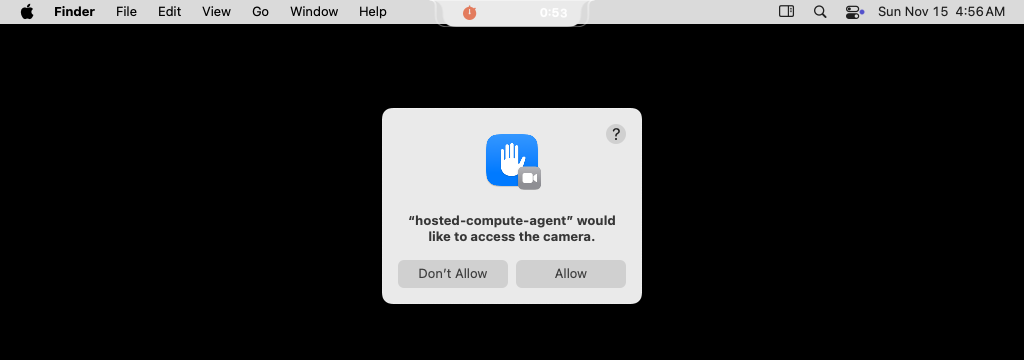 Finder File Edit View Go Window Help 0:53 Sun Nov 15 4:56 AM
?
“hosted-compute-agent” would
like to access the camera.
Don’t Allow Allow